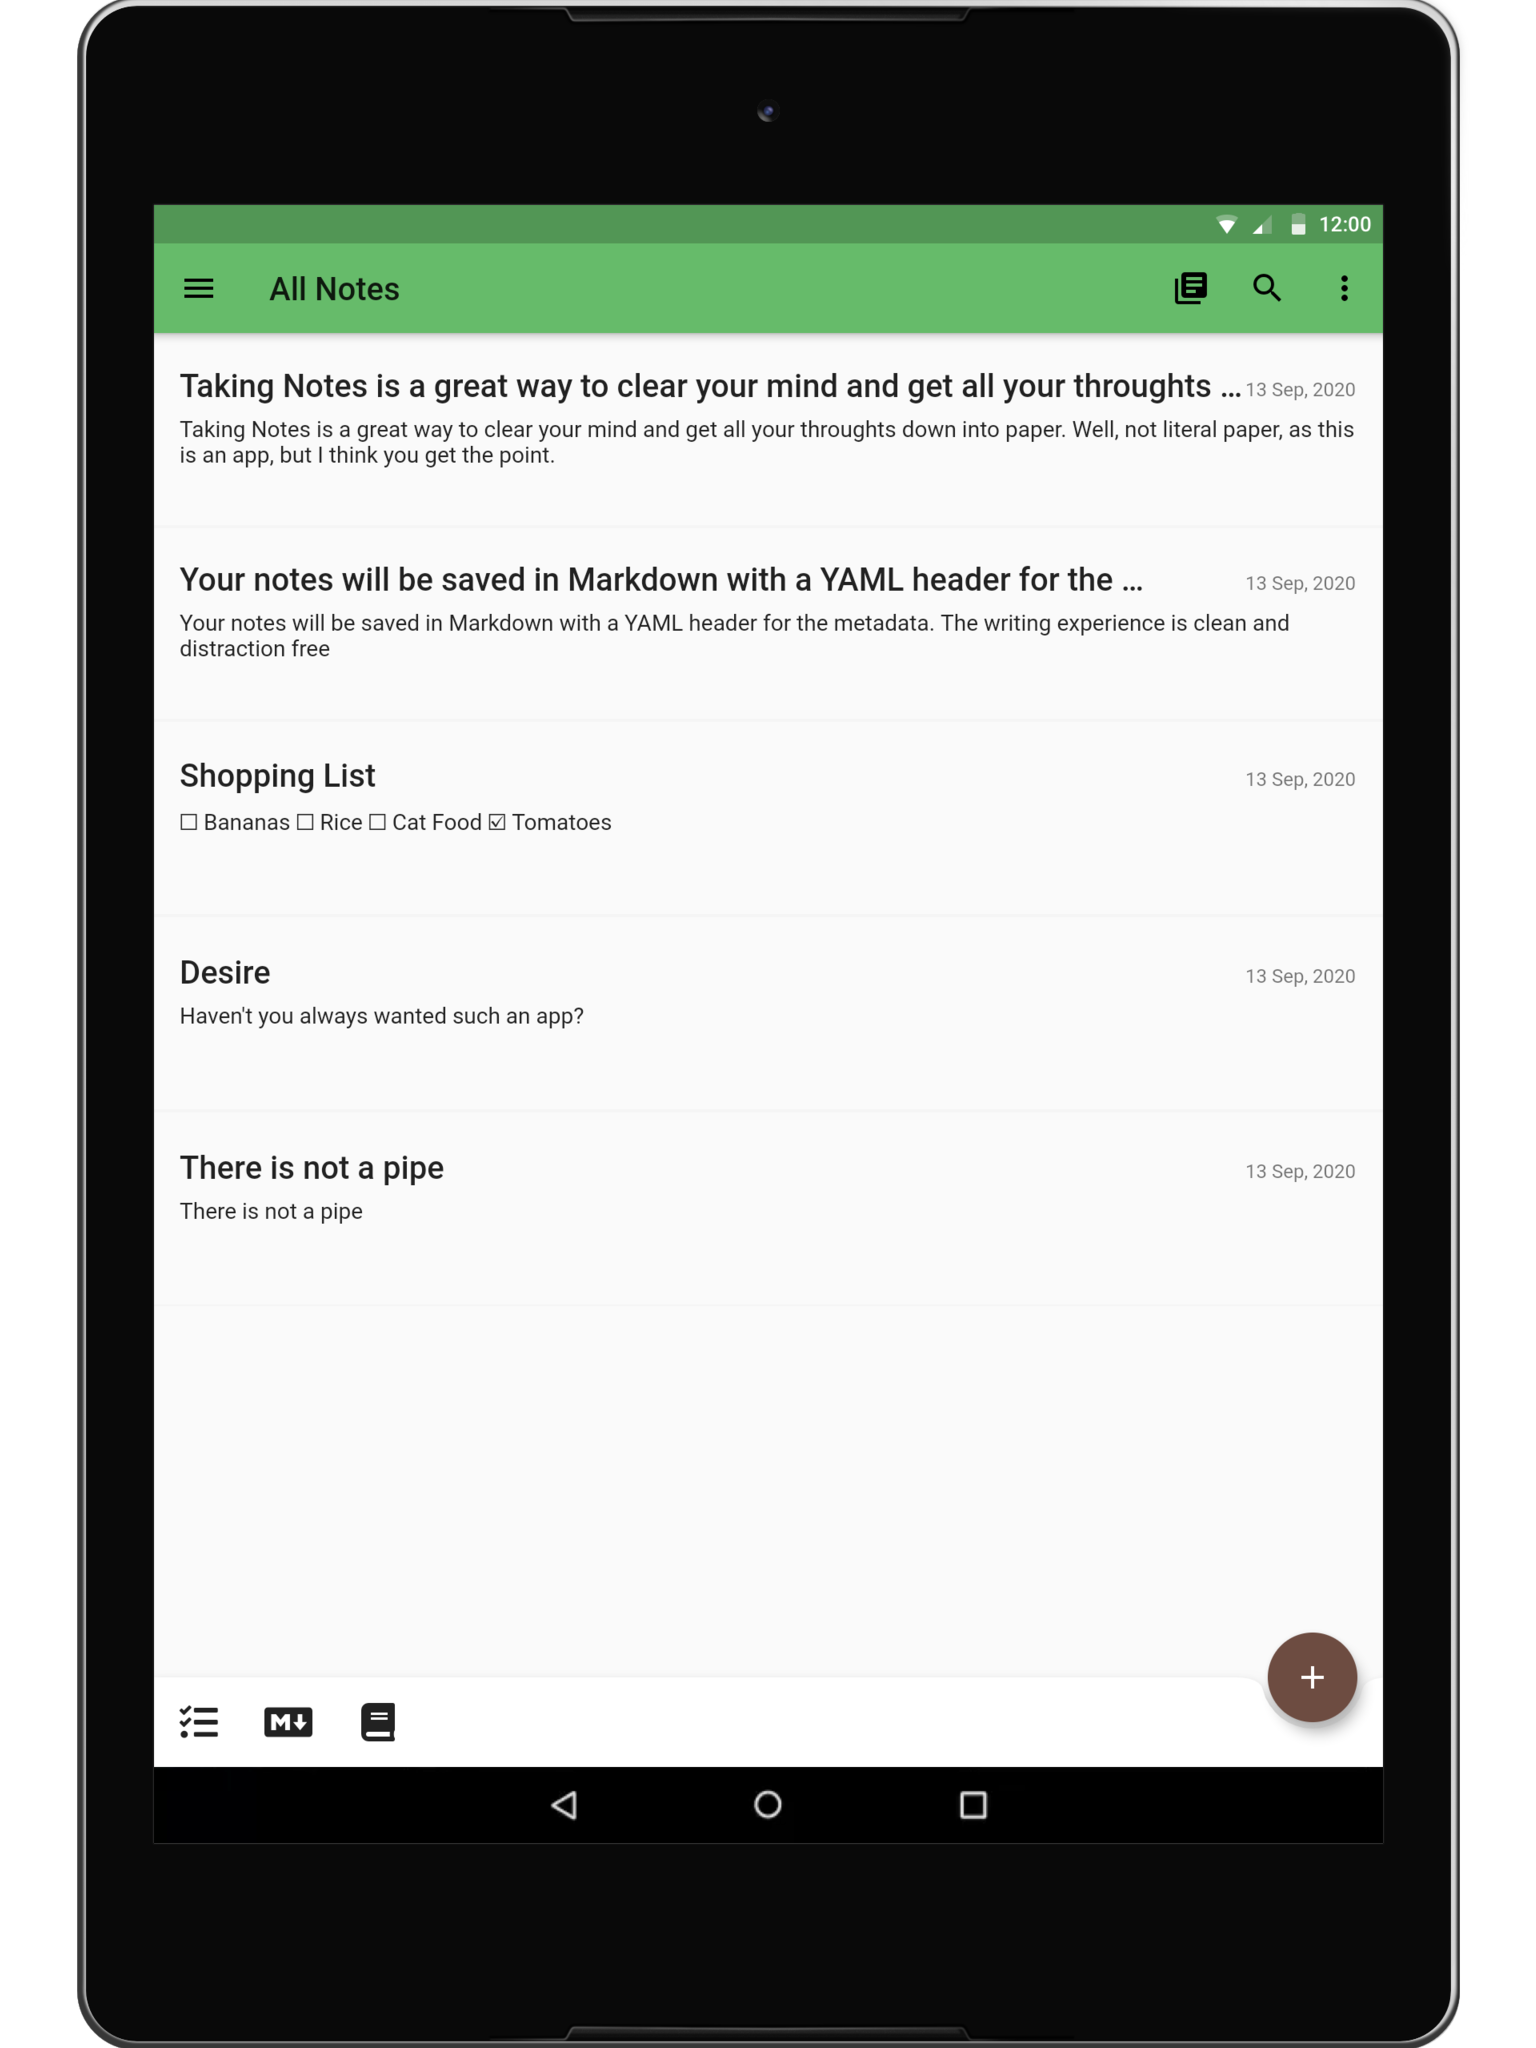 12:00
All Notes
Taking Notes is a great way to clear your mind and get all your throughts ... 13 Sep, 2020
Taking Notes is a great way to clear your mind and get all your throughts down into paper. Well, not literal paper, as this
is an app, but I think you get the point.
Your notes will be saved in Markdown with a YAML header for the ... 13 Sep, 2020
Your notes will be saved in Markdown with a YAML header for the metadata. The writing experience is clean and
distraction free
Shopping List 13 Sep, 2020
☐ Bananas ☐ Rice ☐ Cat Food ☑ Tomatoes
Desire 13 Sep, 2020
Haven't you always wanted such an app?
There is not a pipe 13 Sep, 2020
There is not a pipe
M